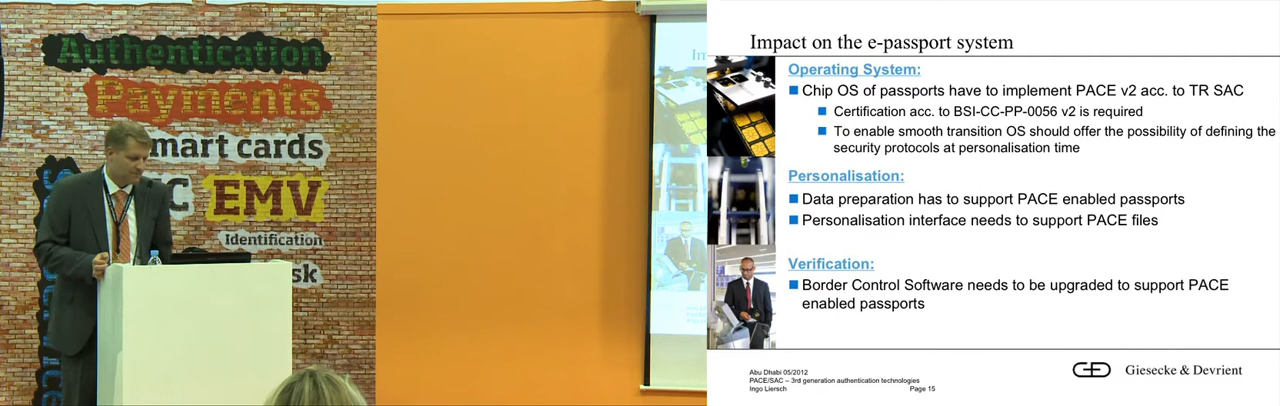 Authentication
Payments
mart cards
C EMV
Identification
sk
Impact on the e-passport system
Operating System:
Chip OS of passports have to implement PACE v2 acc. to TR SAC
Certification acc. to BSI-CC-PP-0056 v2 is required
To enable smooth transition OS should offer the possibility of defining the
security protocols at personalisation time
Personalisation:
Data preparation has to support PACE enabled passports
Personalisation interface needs to support PACE files
Verification:
Border Control Software needs to be upgraded to support PACE
enabled passports
Abu Dhabi 05/2012
PACE/SAC – 3rd generation authentication technologies
Ingo Liersch Page 15
Giesecke & Devrient